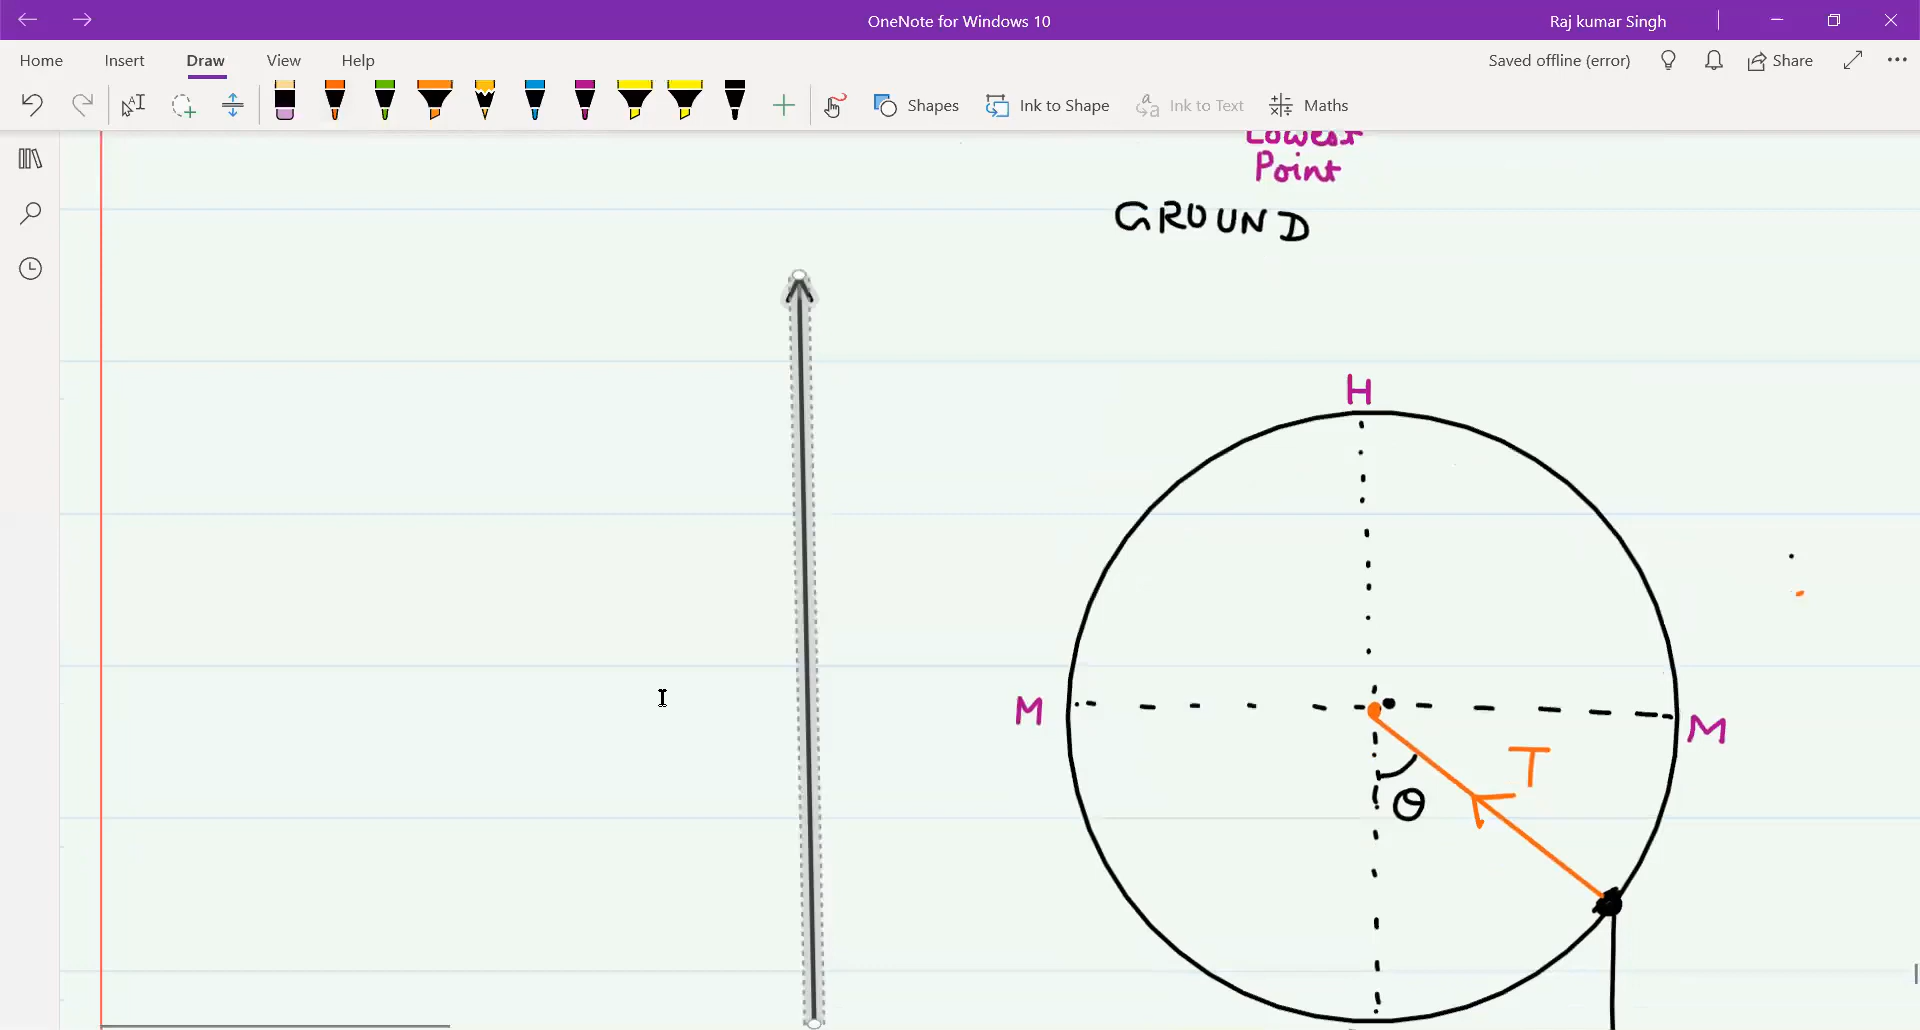 OneNote for Windows 10
Raj kumar Singh
Home Insert Draw View Help
Saved offline (error)
Share
Shapes
Ink to Shape
Ink to Text
Maths
Lowest
Point
GROUND
H
M
M
T
θ